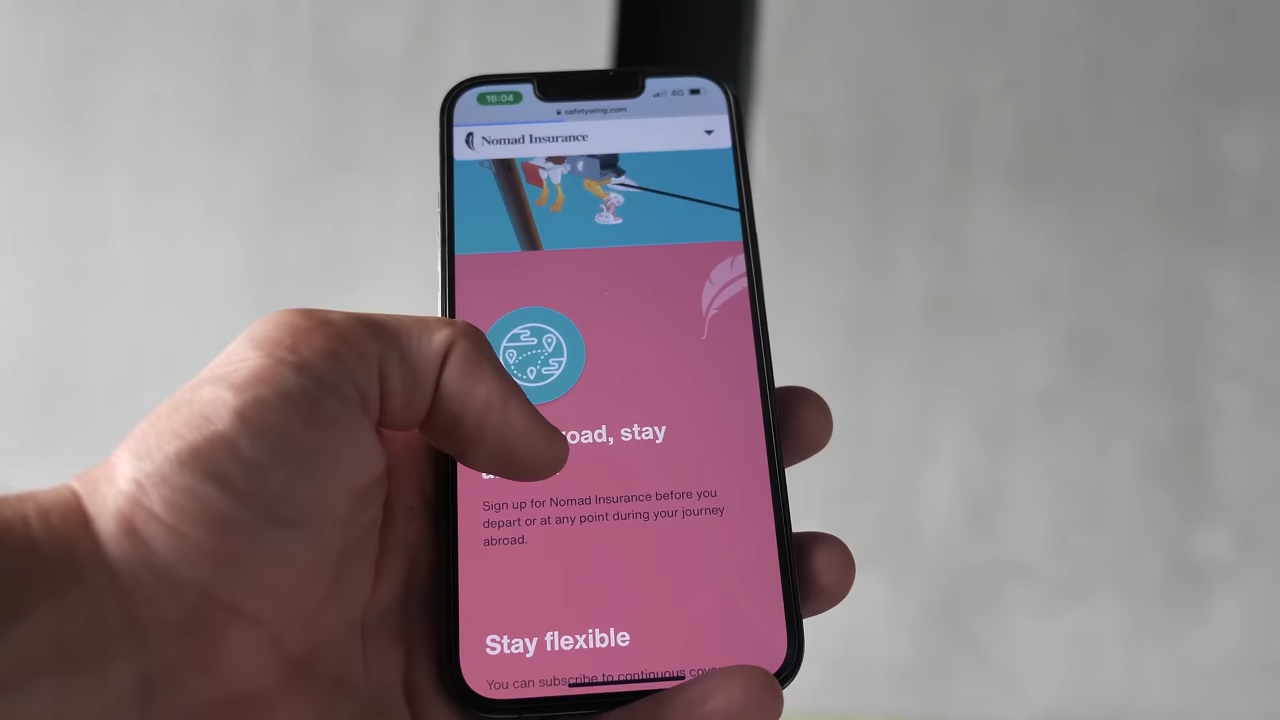 15:04
4G
safetywing.com
Nomad Insurance
road, stay
Sign up for Nomad Insurance before you
depart or at any point during your journey
abroad.
Stay flexible
You can subscribe to continuous